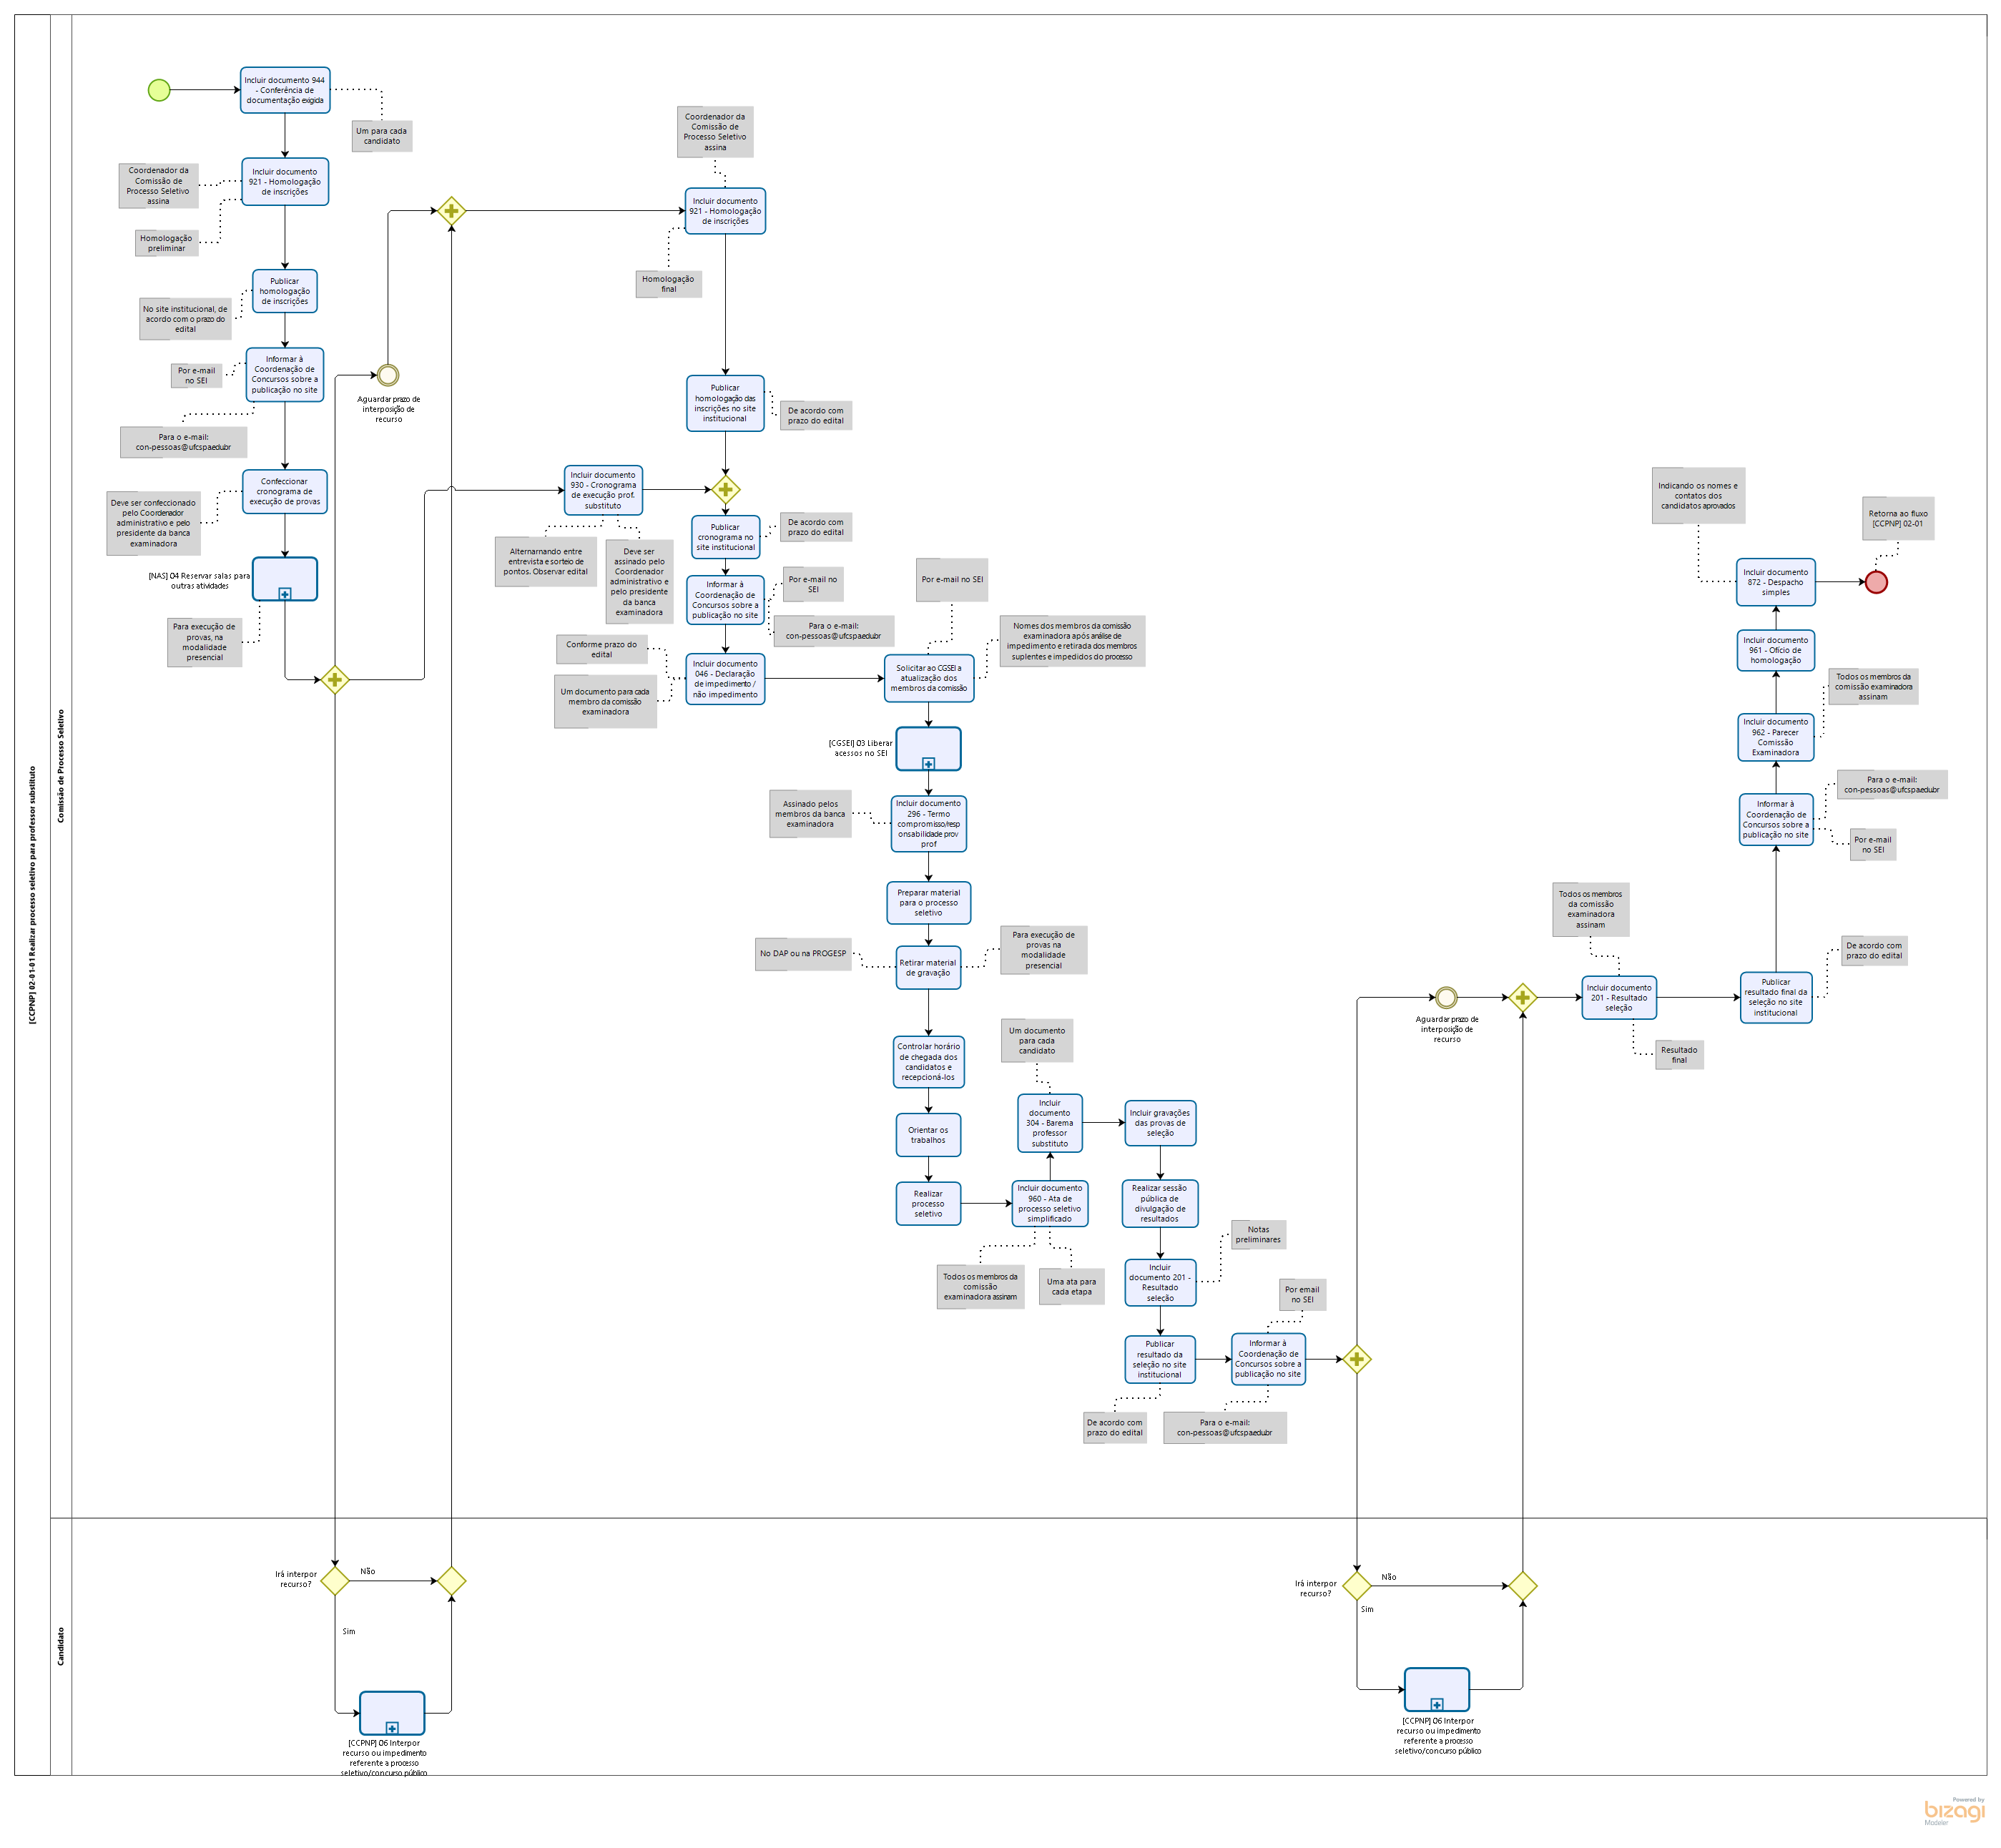 [CCPNP] 02-01-01 Realizar processo seletivo para professor substituto
Comissão de Processo Seletivo
Incluir documento 944
- Conferência de
documentação exigida
Um para cada
candidato
Coordenador da
Comissão de
Processo Seletivo
assina
Incluir documento
921 - Homologação
de inscrições
Homologação
preliminar
Publicar
homologação
de inscrições
No site institucional, de
acordo com o prazo do
edital
Informar à
Coordenação de
Concursos sobre a
publicação no site
Por e-mail
no SEI
Para o e-mail:
con-pessoas@ufcspa.edu.br
Confeccionar
cronograma de
execução de provas
Deve ser confeccionado
pelo Coordenador
administrativo e pelo
presidente da banca
examinadora
[NAS] 04 Reservar salas para
outras atividades
Para execução de
provas, na
modalidade
presencial
Aguardar prazo de
interposição de
recurso
Coordenador da
Comissão de
Processo Seletivo
assina
Incluir documento
921 - Homologação
de inscrições
Homologação
final
Publicar
homologação das
inscrições no site
institucional
De acordo com
prazo do edital
Incluir documento
930 - Cronograma
de execução prof.
substituto
Alternarnando entre
entrevista e sorteio de
pontos. Observar edital
Deve ser
assinado pelo
Coordenador
administrativo e
pelo presidente
da banca
examinadora
Publicar
cronograma no
site institucional
De acordo com
prazo do edital
Informar à
Coordenação de
Concursos sobre a
publicação no site
Por e-mail no
SEI
Para o e-mail:
con-pessoas@ufcspa.edu.br
Conforme prazo do
edital
Um documento para cada
membro da comissão
examinadora
Incluir documento
046 - Declaração
de impedimento /
não impedimento
Por e-mail no SEI
Nomes dos membros da comissão
examinadora após análise de
impedimento e retirada dos membros
suplentes e impedidos do processo
Solicitar ao CGSEI a
atualização dos
membros da comissão
[CGSEI] 03 Liberar
acessos no SEI
Assinado pelos
membros da banca
examinadora
Incluir documento
296 - Termo
compromisso/resp
onsabilidade prov
prof
Preparar material
para o processo
seletivo
No DAP ou na PROGESP
Retirar material
de gravação
Para execução de
provas na
modalidade
presencial
Controlar horário
de chegada dos
candidatos e
recepcioná-los
Orientar os
trabalhos
Realizar
processo
seletivo
Incluir documento
960 - Ata de
processo seletivo
simplificado
Todos os membros da
comissão
examinadora assinam
Uma ata para
cada etapa
Um documento
para cada
candidato
Incluir
documento
304 - Barema
professor
substituto
Incluir gravações
das provas de
seleção
Realizar sessão
pública de
divulgação de
resultados
Notas
preliminares
Incluir
documento 201 -
Resultado
seleção
Publicar
resultado da
seleção no site
institucional
De acordo com
prazo do edital
Por email
no SEI
Informar à
Coordenação de
Concursos sobre a
publicação no site
Para o e-mail:
con-pessoas@ufcspa.edu.br
Aguardar prazo de
interposição de
recurso
Todos os membros
da comissão
examinadora
assinam
Incluir documento
201 - Resultado
seleção
Resultado
final
Publicar
resultado final da
seleção no site
institucional
De acordo com
prazo do edital
Informar à
Coordenação de
Concursos sobre a
publicação no site
Para o e-mail:
con-pessoas@ufcspa.edu.br
Por e-mail
no SEI
Incluir documento
962 - Parecer
Comissão
Examinadora
Todos os membros da
comissão examinadora
assinam
Incluir documento
961 - Ofício de
homologação
Incluir documento
872 - Despacho
simples
Indicando os nomes e
contatos dos
candidatos aprovados
Retorna ao fluxo
[CCPNP] 02-01
Candidato
Irá interpor
recurso?
Não
Sim
[CCPNP] 06 Interpor
recurso ou impedimento
referente a processo
seletivo/concurso público
Irá interpor
recurso?
Não
Sim
[CCPNP] 06 Interpor
recurso ou impedimento
referente a processo
seletivo/concurso público
Powered by
bizagi
Modeler